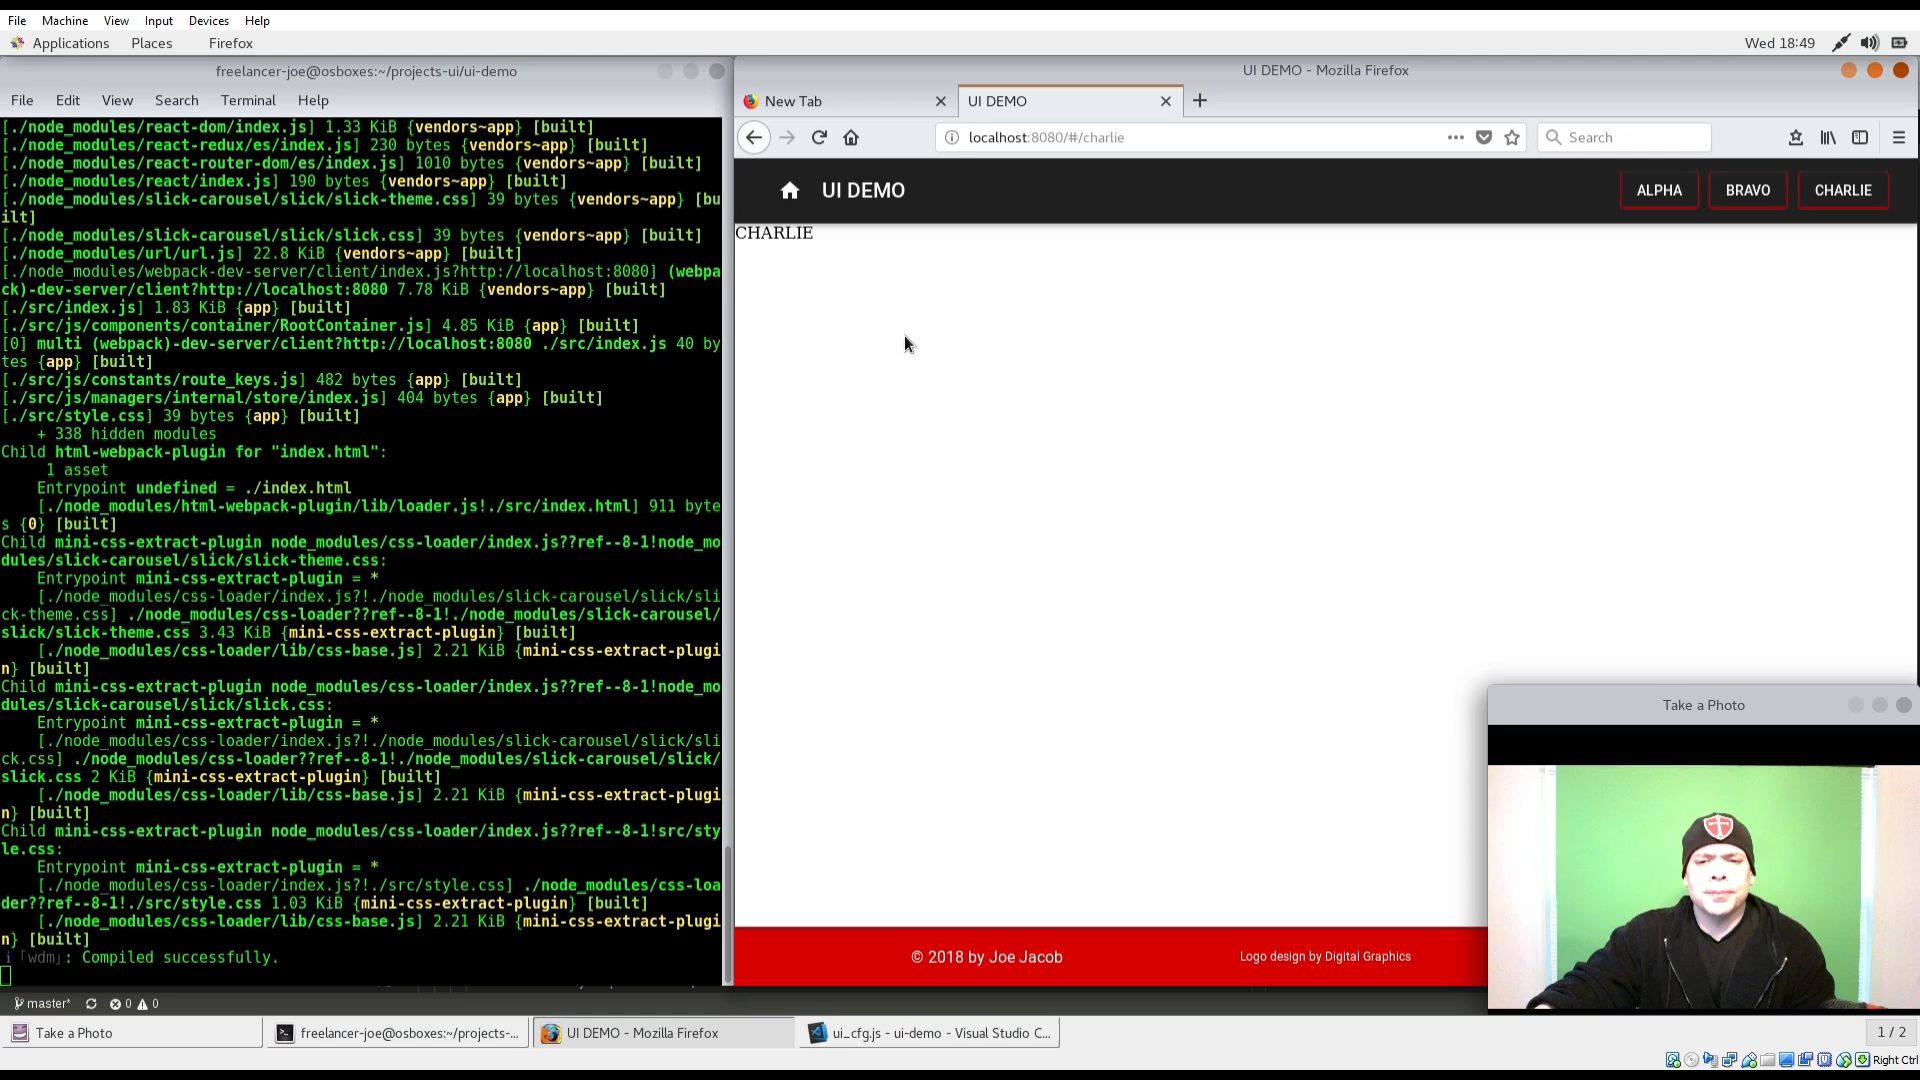 File Machine View Input Devices Help
Applications Places Firefox Wed 18:49
freelancer-joe@osboxes:~/projects-ui/ui-demo
File Edit View Search Terminal Help
[./node_modules/react-dom/index.js] 1.33 KiB {vendors~app} [built]
[./node_modules/react-redux/es/index.js] 230 bytes {vendors~app} [built]
[./node_modules/react-router-dom/es/index.js] 1010 bytes {vendors~app} [built]
[./node_modules/react/index.js] 190 bytes {vendors~app} [built]
[./node_modules/slick-carousel/slick/slick-theme.css] 39 bytes {vendors~app} [bu
ilt]
[./node_modules/slick-carousel/slick/slick.css] 39 bytes {vendors~app} [built]
[./node_modules/url/url.js] 22.8 KiB {vendors~app} [built]
[./node_modules/webpack-dev-server/client/index.js?http://localhost:8080] (webpa
ck)-dev-server/client?http://localhost:8080 7.78 KiB {vendors~app} [built]
[./src/index.js] 1.83 KiB {app} [built]
[./src/js/components/container/RootContainer.js] 4.85 KiB {app} [built]
[0] multi (webpack)-dev-server/client?http://localhost:8080 ./src/index.js 40 by
tes {app} [built]
[./src/js/constants/route_keys.js] 482 bytes {app} [built]
[./src/js/managers/internal/store/index.js] 404 bytes {app} [built]
[./src/style.css] 39 bytes {app} [built]
+ 338 hidden modules
Child html-webpack-plugin for "index.html":
1 asset
Entrypoint undefined = ./index.html
[./node_modules/html-webpack-plugin/lib/loader.js!./src/index.html] 911 byte
s {0} [built]
Child mini-css-extract-plugin node_modules/css-loader/index.js??ref--8-1!node_mo
dules/slick-carousel/slick/slick-theme.css:
Entrypoint mini-css-extract-plugin = *
[./node_modules/css-loader/index.js?!./node_modules/slick-carousel/slick/sli
ck-theme.css] ./node_modules/css-loader??ref--8-1!./node_modules/slick-carousel/
slick/slick-theme.css 3.43 KiB {mini-css-extract-plugin} [built]
[./node_modules/css-loader/lib/css-base.js] 2.21 KiB {mini-css-extract-plugi
n} [built]
Child mini-css-extract-plugin node_modules/css-loader/index.js??ref--8-1!node_mo
dules/slick-carousel/slick/slick.css:
Entrypoint mini-css-extract-plugin = *
[./node_modules/css-loader/index.js?!./node_modules/slick-carousel/slick/sli
ck.css] ./node_modules/css-loader??ref--8-1!./node_modules/slick-carousel/slick/
slick.css 2 KiB {mini-css-extract-plugin} [built]
[./node_modules/css-loader/lib/css-base.js] 2.21 KiB {mini-css-extract-plugi
n} [built]
Child mini-css-extract-plugin node_modules/css-loader/index.js??ref--8-1!src/sty
le.css:
Entrypoint mini-css-extract-plugin = *
[./node_modules/css-loader/index.js?!./src/style.css] ./node_modules/css-loa
der??ref--8-1!./src/style.css 1.03 KiB {mini-css-extract-plugin} [built]
[./node_modules/css-loader/lib/css-base.js] 2.21 KiB {mini-css-extract-plugi
n} [built]
i ｢wdm｣: Compiled successfully.
UI DEMO - Mozilla Firefox
New Tab UI DEMO
localhost:8080/#/charlie Search
UI DEMO ALPHA BRAVO CHARLIE
CHARLIE
Take a Photo
© 2018 by Joe Jacob Logo design by Digital Graphics
master* 0 0
Take a Photo freelancer-joe@osboxes:~/projects-... UI DEMO - Mozilla Firefox ui_cfg.js - ui-demo - Visual Studio C... 1 / 2
Right Ctrl